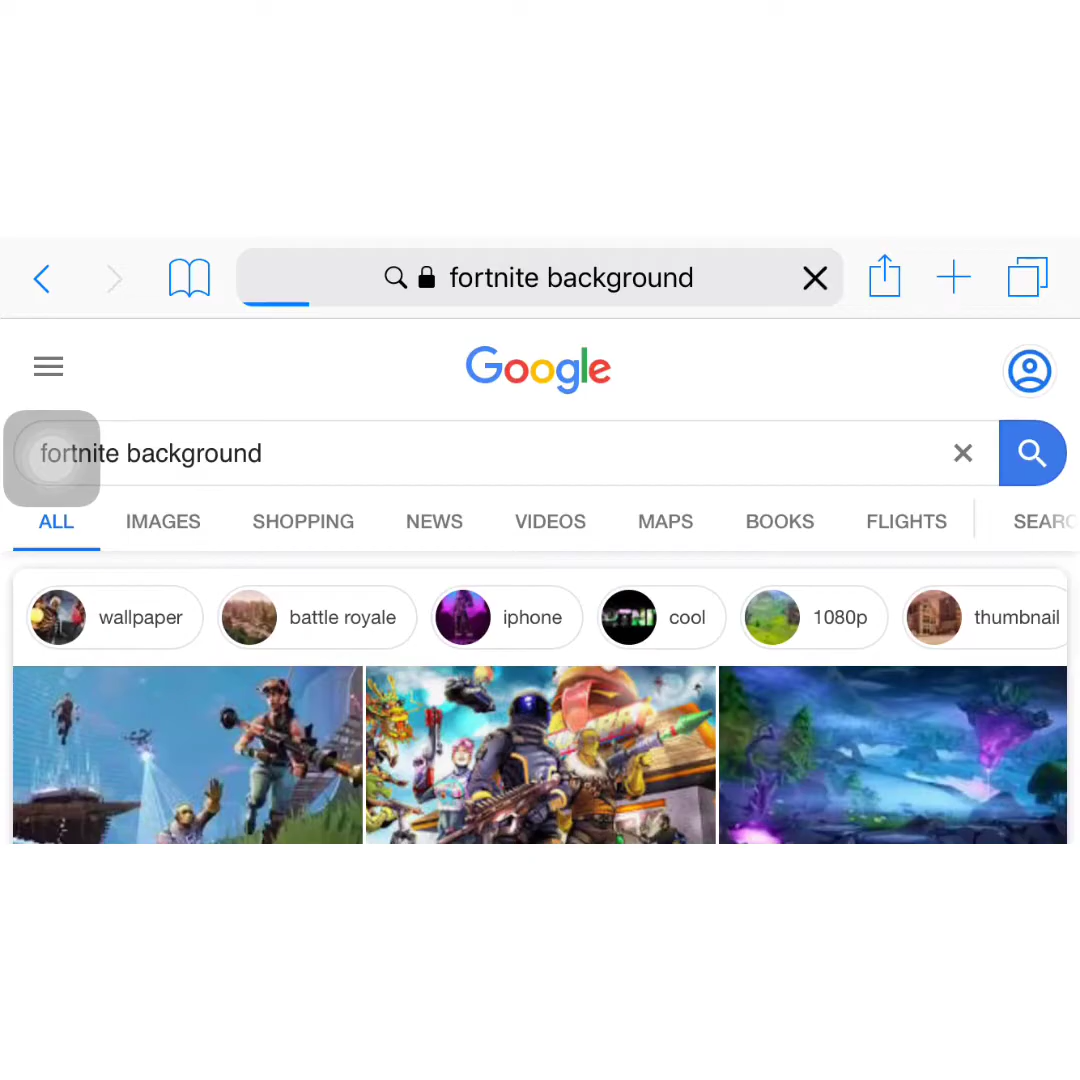 fortnite background
Google
fortnite background
ALL IMAGES SHOPPING NEWS VIDEOS MAPS BOOKS FLIGHTS SEARC
wallpaper battle royale iphone cool 1080p thumbnail